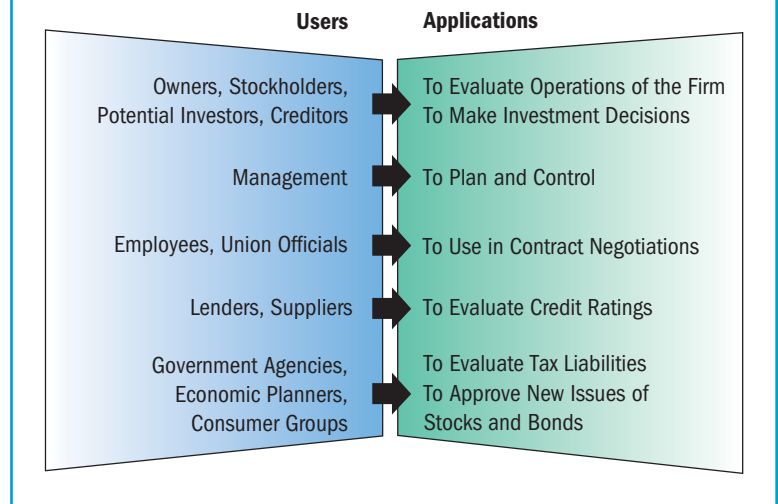 Users Applications
Owners, Stockholders,
Potential Investors, Creditors
To Evaluate Operations of the Firm
To Make Investment Decisions
Management
To Plan and Control
Employees, Union Officials
To Use in Contract Negotiations
Lenders, Suppliers
To Evaluate Credit Ratings
Government Agencies,
Economic Planners,
Consumer Groups
To Evaluate Tax Liabilities
To Approve New Issues of
Stocks and Bonds